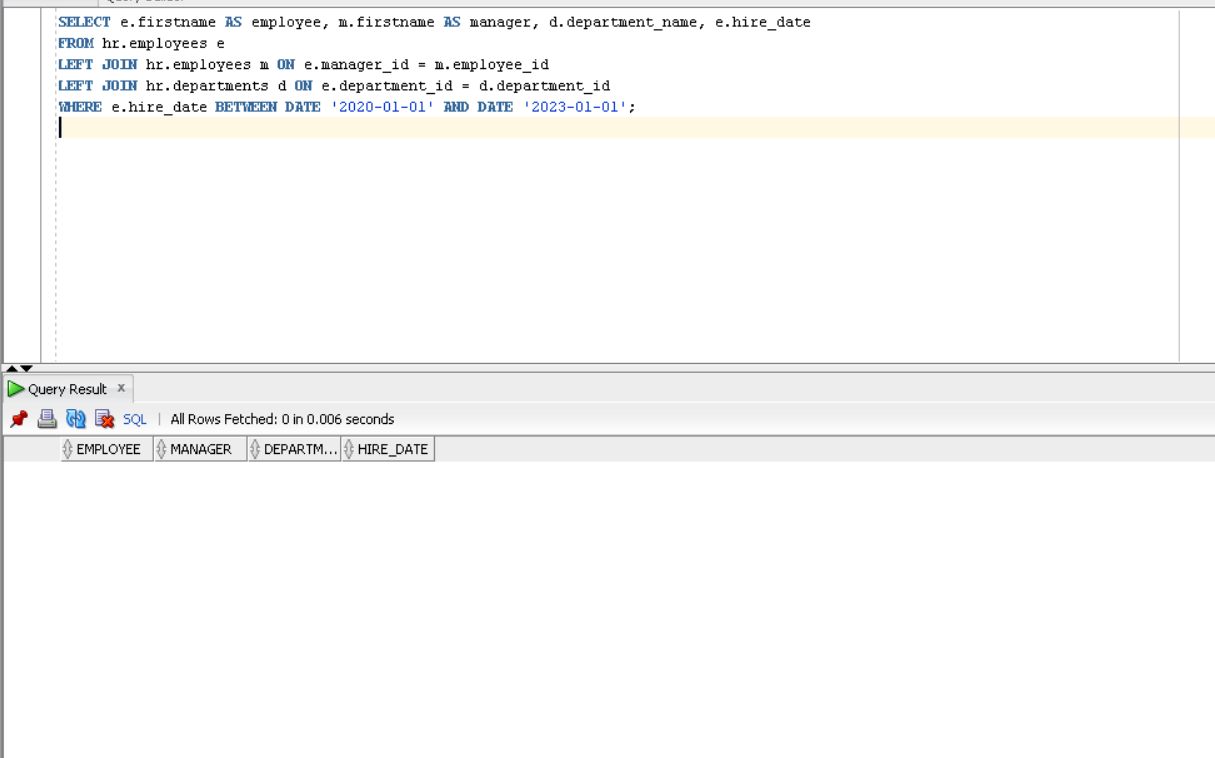 SELECT e.firstname AS employee, m.firstname AS manager, d.department_name, e.hire_date
FROM hr.employees e
LEFT JOIN hr.employees m ON e.manager_id = m.employee_id
LEFT JOIN hr.departments d ON e.department_id = d.department_id
WHERE e.hire_date BETWEEN DATE '2020-01-01' AND DATE '2023-01-01';
Query Result x
SQL | All Rows Fetched: 0 in 0.006 seconds
EMPLOYEE MANAGER DEPARTM... HIRE_DATE